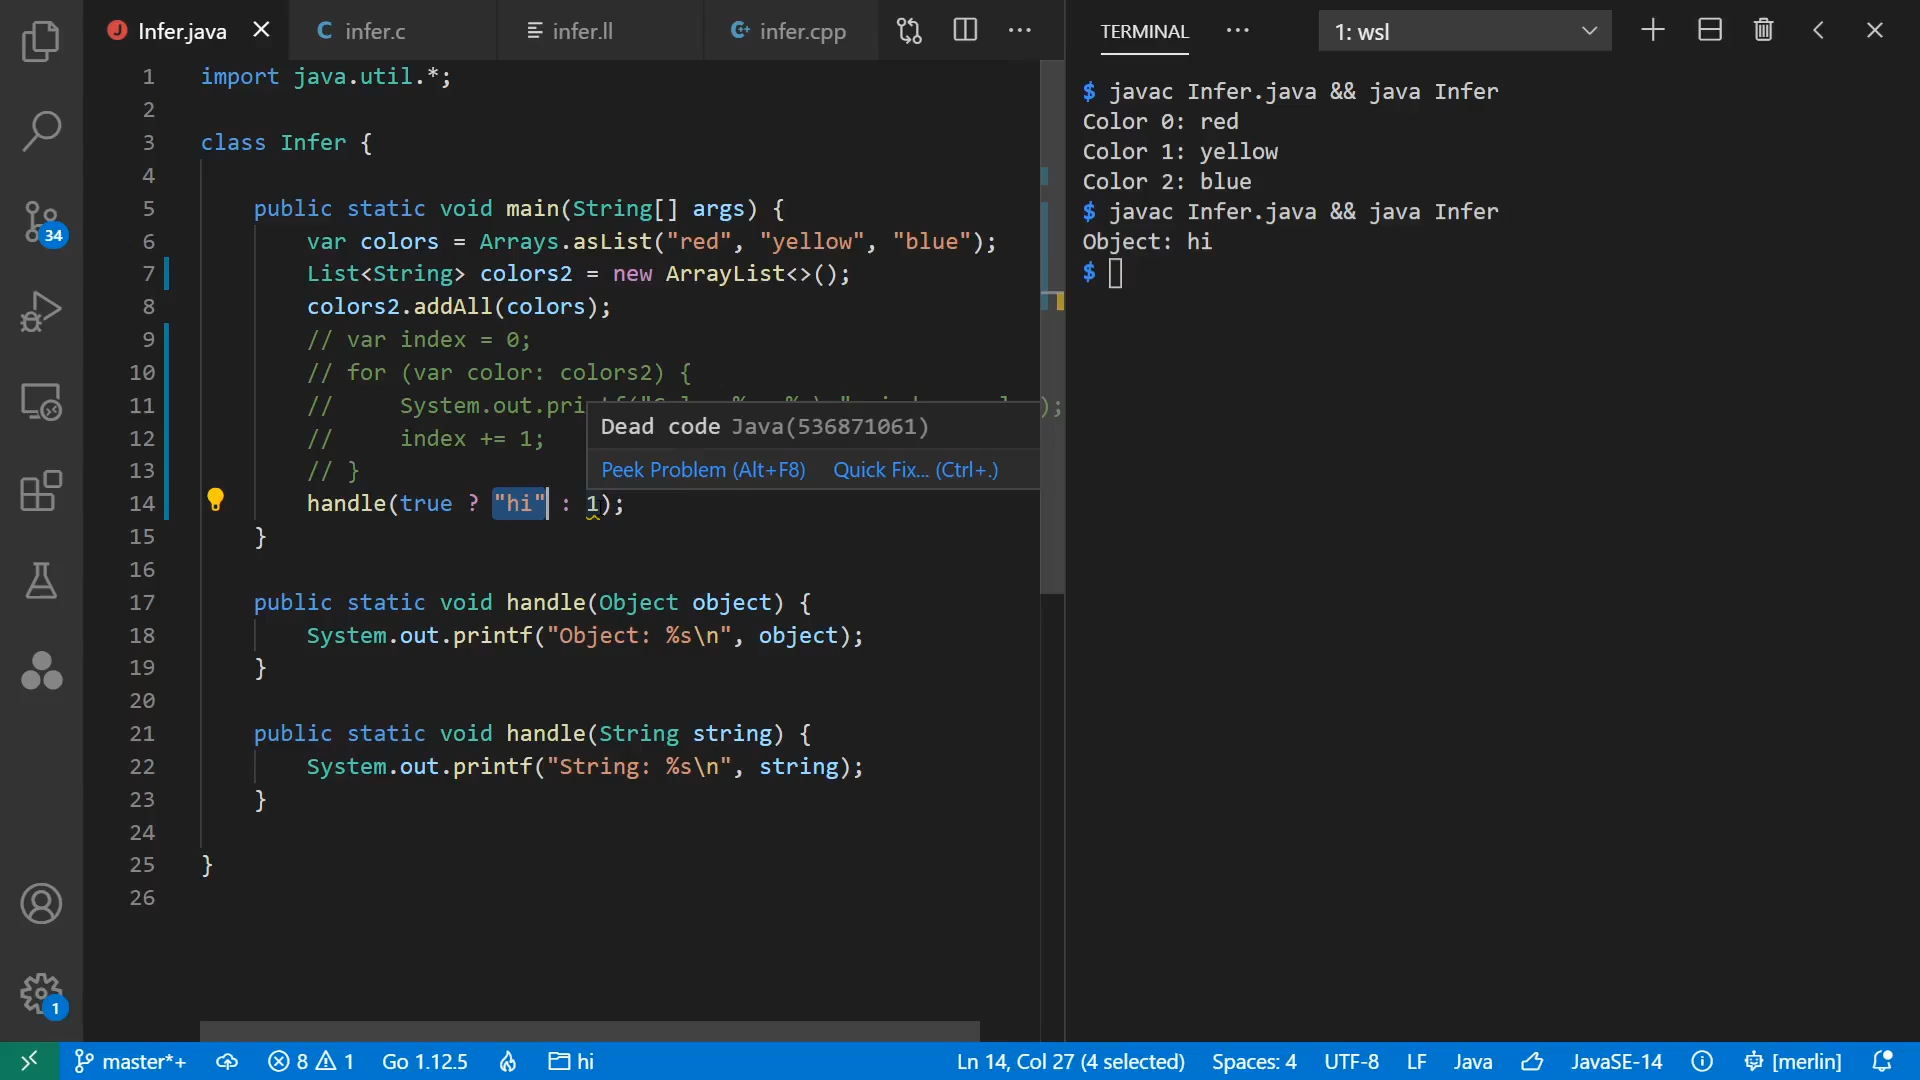 Infer.java
infer.c
infer.ll
infer.cpp
TERMINAL
1: wsl
34
1
1 import java.util.*;
2
3 class Infer {
4
5 public static void main(String[] args) {
6 var colors = Arrays.asList("red", "yellow", "blue");
7 List<String> colors2 = new ArrayList<>();
8 colors2.addAll(colors);
9 // var index = 0;
10 // for (var color: colors2) {
11 // System.out.pri );
12 // index += 1;
13 // }
14 handle(true ? "hi" : 1);
15 }
16
17 public static void handle(Object object) {
18 System.out.printf("Object: %s\n", object);
19 }
20
21 public static void handle(String string) {
22 System.out.printf("String: %s\n", string);
23 }
24
25 }
26
Dead code Java(536871061)
Peek Problem (Alt+F8) Quick Fix... (Ctrl+.)
$ javac Infer.java && java Infer
Color 0: red
Color 1: yellow
Color 2: blue
$ javac Infer.java && java Infer
Object: hi
$
master*+ 8 1 Go 1.12.5 hi Ln 14, Col 27 (4 selected) Spaces: 4 UTF-8 LF Java JavaSE-14 [merlin]